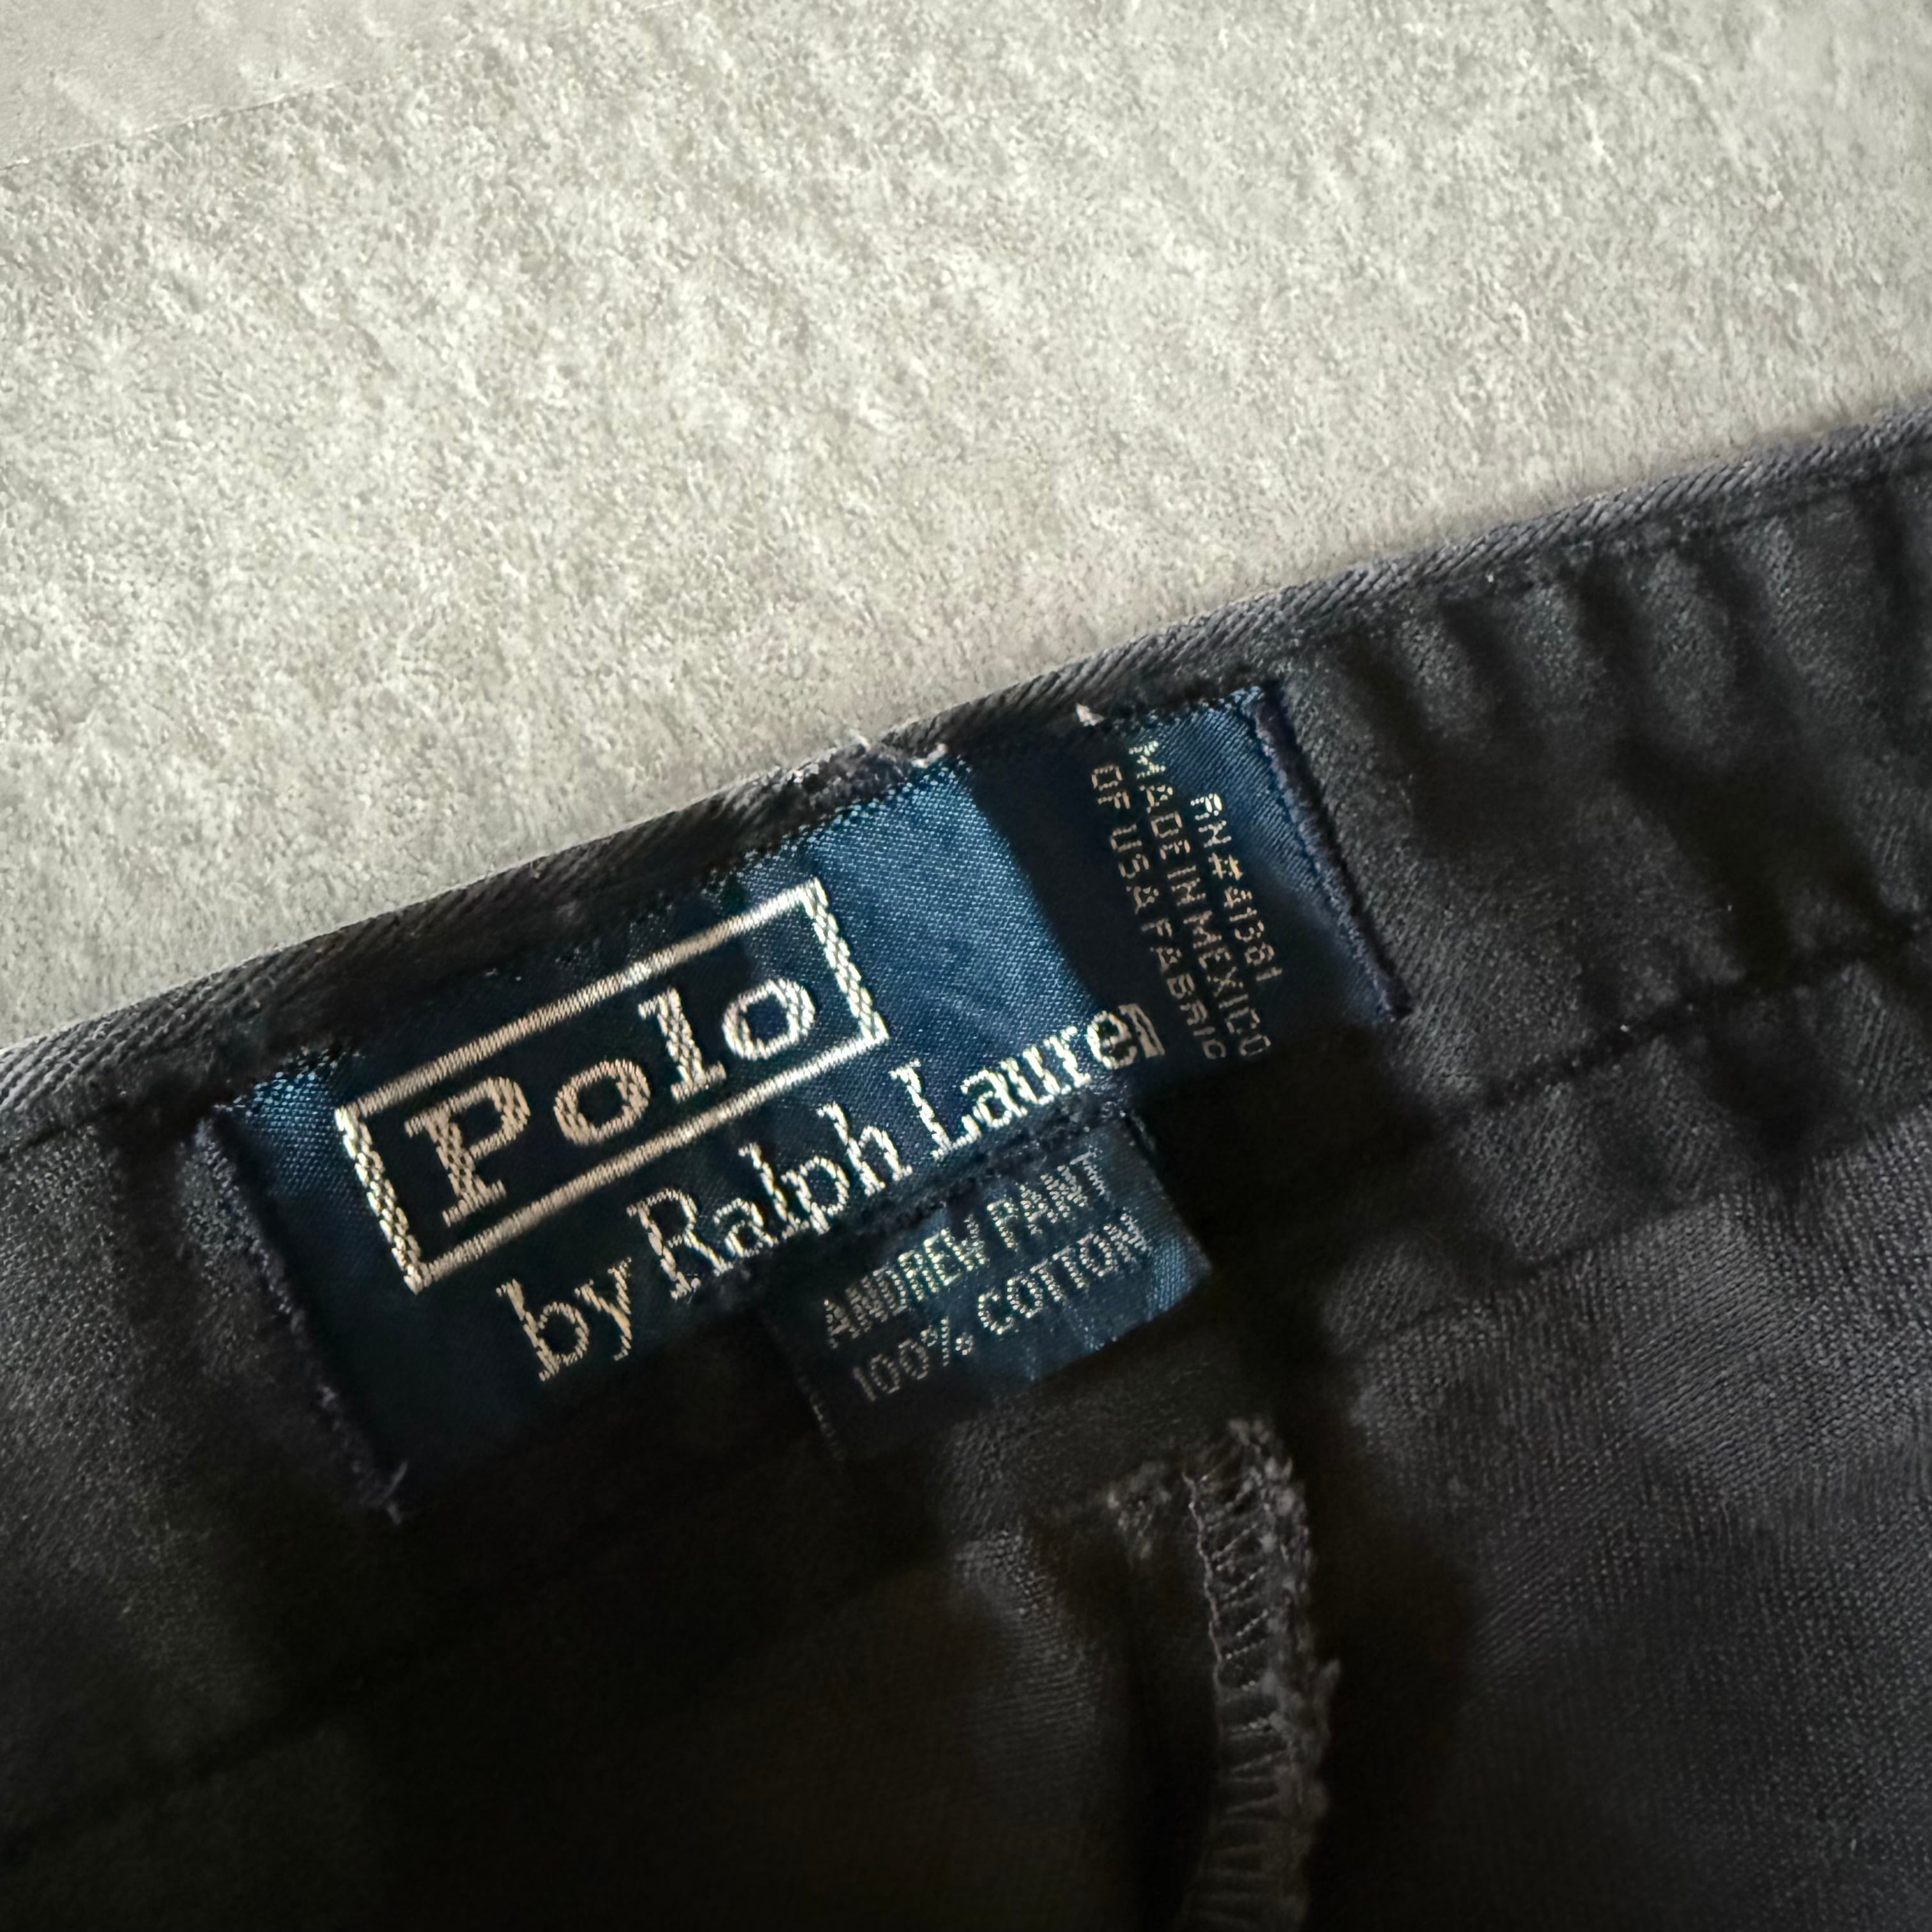 Polo
by Ralph Lauren
RN#41381
MADE IN MEXICO
OF USA FABRIC
ANDREW PANT
100% COTTON